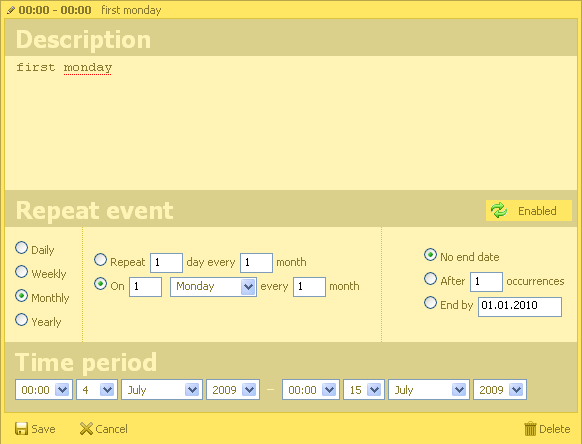 00:00 - 00:00 first monday
Description
first monday
Repeat event
Enabled
Daily
Weekly
Monthly
Yearly
Repeat 1 day every 1 month
On 1 Monday every 1 month
No end date
After 1 occurrences
End by 01.01.2010
Time period
00:00 4 July 2009 – 00:00 15 July 2009
Save Cancel Delete